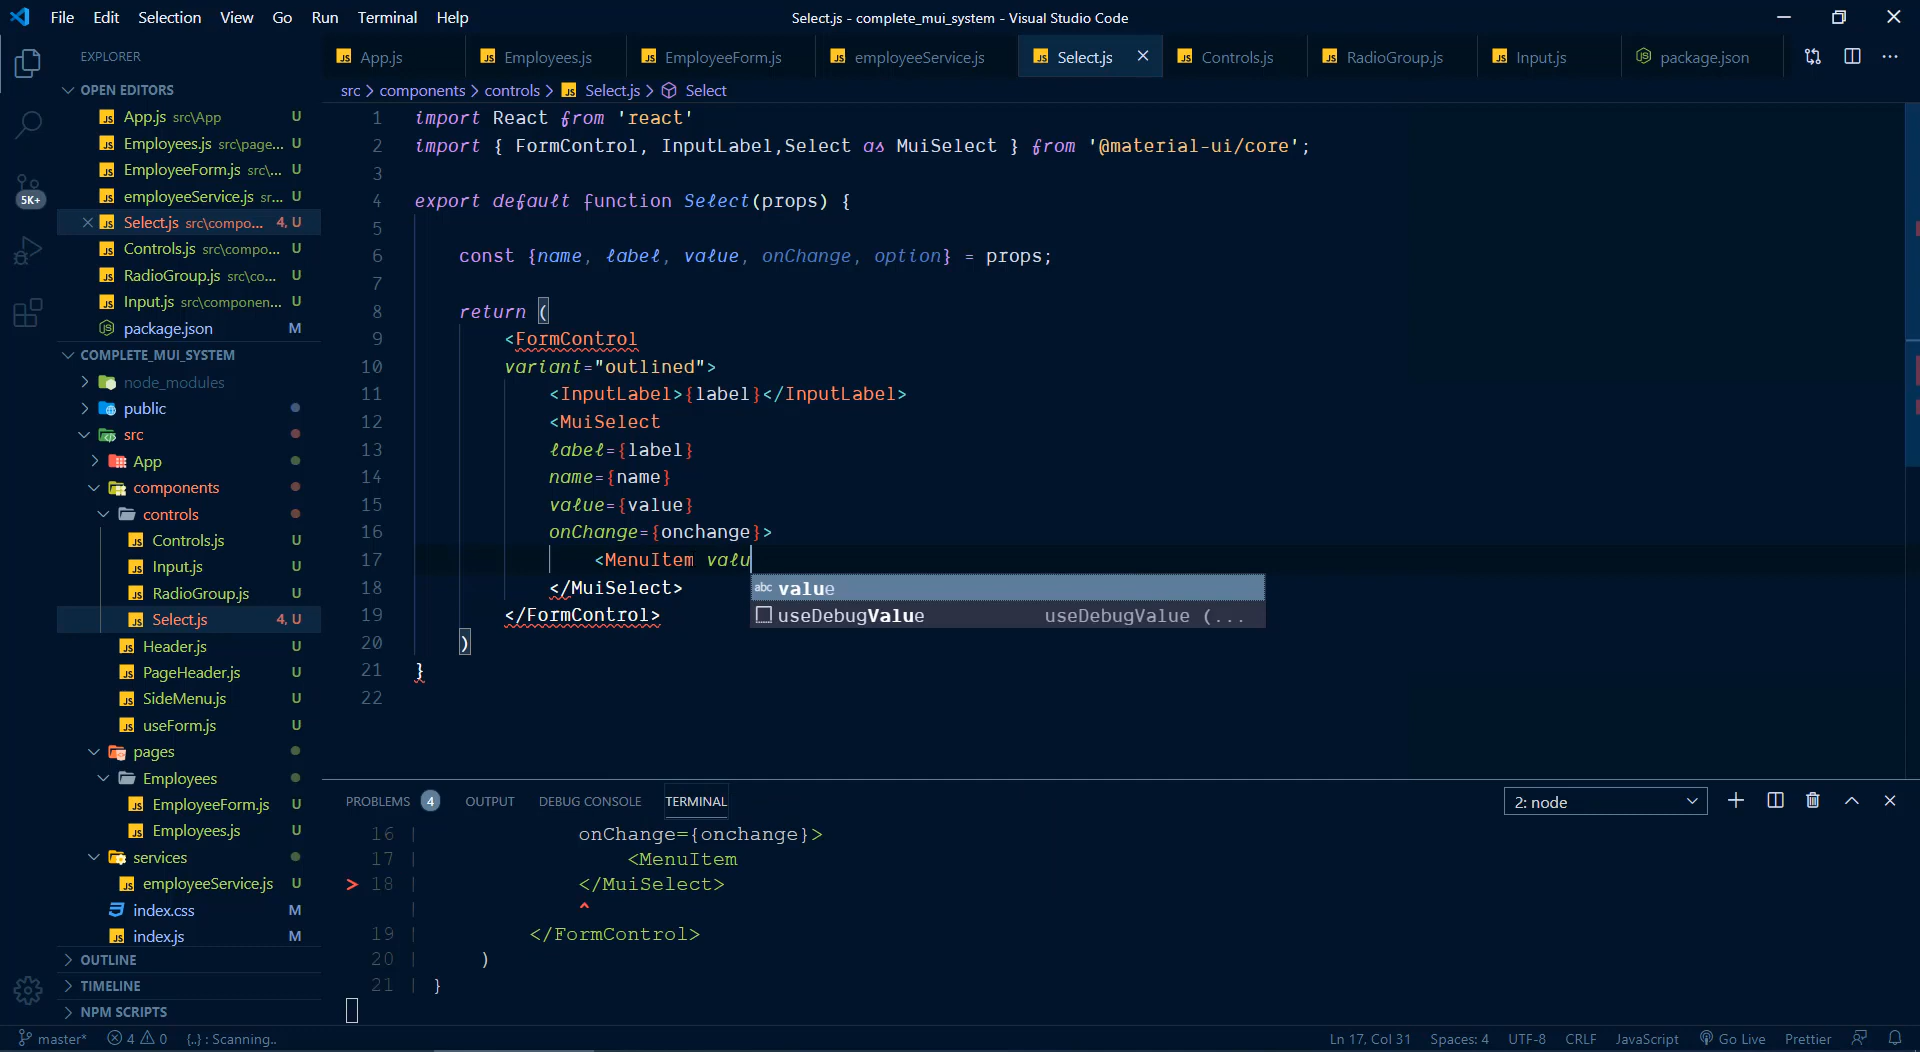 File Edit Selection View Go Run Terminal Help
Select.js - complete_mui_system - Visual Studio Code
EXPLORER
App.js
Employees.js
EmployeeForm.js
employeeService.js
Select.js
Controls.js
RadioGroup.js
Input.js
package.json
src > components > controls > Select.js > Select
OPEN EDITORS
App.js src\App U
Employees.js src\page... U
EmployeeForm.js src\... U
employeeService.js sr... U
Select.js src\compo... 4, U
Controls.js src\compo... U
RadioGroup.js src\co... U
Input.js src\componen... U
package.json M
COMPLETE_MUI_SYSTEM
node_modules
public
src
App
components
controls
Controls.js U
Input.js U
RadioGroup.js U
Select.js 4, U
Header.js U
PageHeader.js U
SideMenu.js U
useForm.js U
pages
Employees
EmployeeForm.js U
Employees.js U
services
employeeService.js U
index.css M
index.js M
OUTLINE
TIMELINE
NPM SCRIPTS
5K+
1 import React from 'react'
2 import { FormControl, InputLabel,Select as MuiSelect } from '@material-ui/core';
3
4 export default function Select(props) {
5
6 const {name, label, value, onChange, option} = props;
7
8 return (
9 <FormControl
10 variant="outlined">
11 <InputLabel>{label}</InputLabel>
12 <MuiSelect
13 label={label}
14 name={name}
15 value={value}
16 onChange={onchange}>
17 <MenuItem valu
18 </MuiSelect>
19 </FormControl>
20 )
21 }
22
abc value
useDebugValue useDebugValue (...
PROBLEMS 4 OUTPUT DEBUG CONSOLE TERMINAL
2: node
16 | onChange={onchange}>
17 | <MenuItem
> 18 | </MuiSelect>
| ^
19 | </FormControl>
20 | )
21 | }
master* 4 0 {..} : Scanning..
Ln 17, Col 31 Spaces: 4 UTF-8 CRLF JavaScript Go Live Prettier